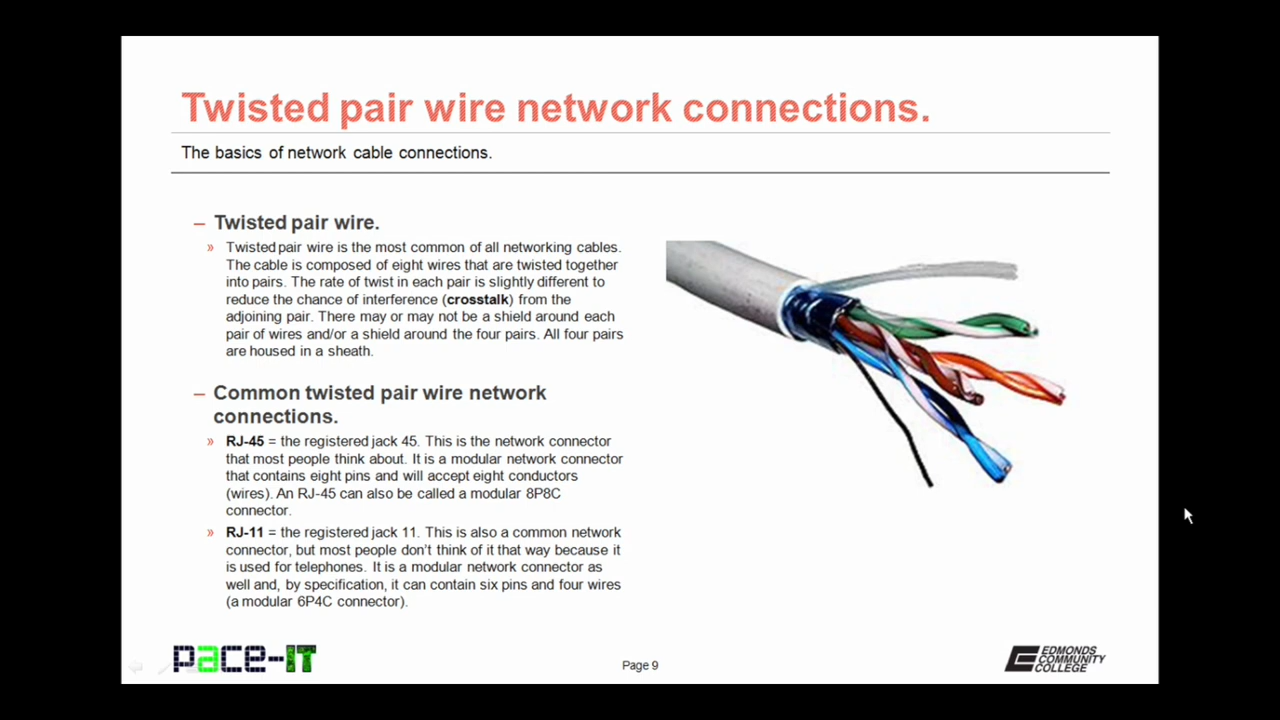 Twisted pair wire network connections.
The basics of network cable connections.
– Twisted pair wire.
» Twisted pair wire is the most common of all networking cables.
The cable is composed of eight wires that are twisted together
into pairs. The rate of twist in each pair is slightly different to
reduce the chance of interference (crosstalk) from the
adjoining pair. There may or may not be a shield around each
pair of wires and/or a shield around the four pairs. All four pairs
are housed in a sheath.
– Common twisted pair wire network
connections.
» RJ-45 = the registered jack 45. This is the network connector
that most people think about. It is a modular network connector
that contains eight pins and will accept eight conductors
(wires). An RJ-45 can also be called a modular 8P8C
connector.
» RJ-11 = the registered jack 11. This is also a common network
connector, but most people don't think of it that way because it
is used for telephones. It is a modular network connector as
well and, by specification, it can contain six pins and four wires
(a modular 6P4C connector).
pace-IT
Page 9
EDMONDS
COMMUNITY
COLLEGE